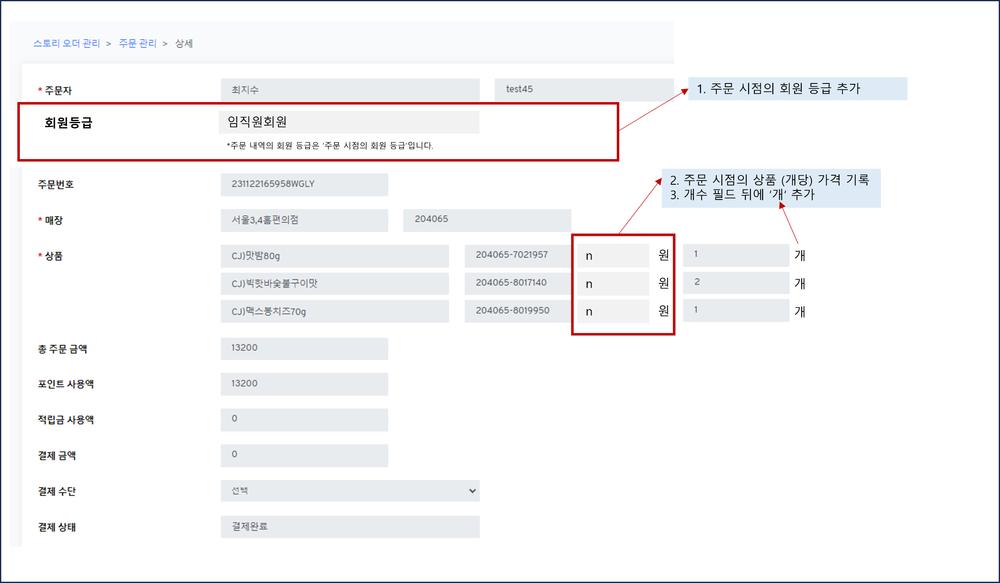 스토리 오더 관리 > 주문 관리 > 상세
* 주문자 최지수 test45
1. 주문 시점의 회원 등급 추가
회원등급 임직원회원
*주문 내역의 회원 등급은 '주문 시점의 회원 등급'입니다.
주문번호 231122165958WGLY
2. 주문 시점의 상품 (개당) 가격 기록
3. 개수 필드 뒤에 '개' 추가
* 매장 서울3,4홈편의점 204065
* 상품 CJ)맛밤80g 204065-7021957 n 원 1 개
CJ)빅핫바숯불구이맛 204065-8017140 n 원 2 개
CJ)맥스봉치즈70g 204065-8019950 n 원 1 개
총 주문 금액 13200
포인트 사용액 13200
적립금 사용액 0
결제 금액 0
결제 수단 선택
결제 상태 결제완료